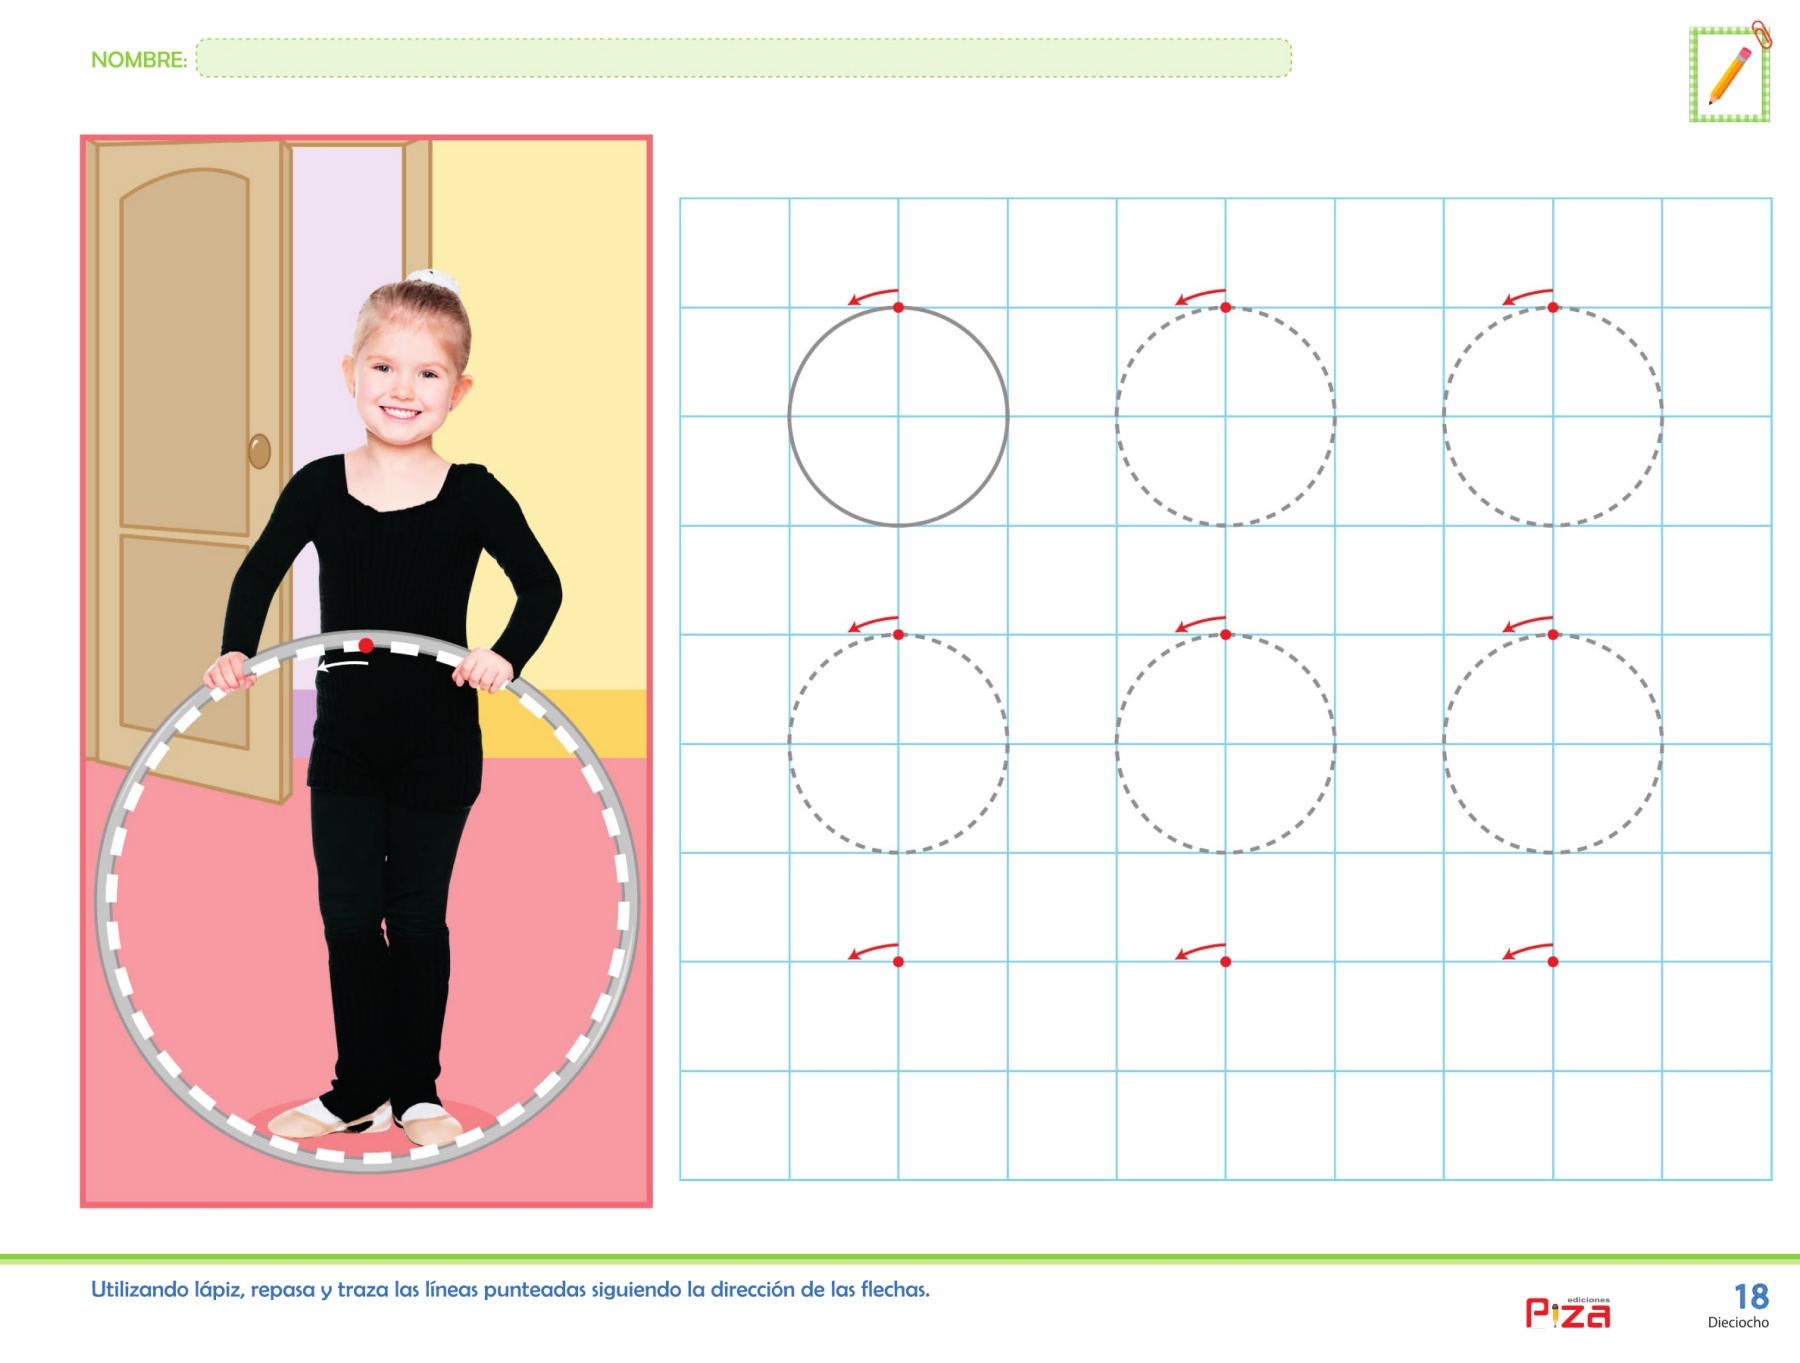 NOMBRE:
Utilizando lápiz, repasa y traza las líneas punteadas siguiendo la dirección de las flechas.
ediciones
Piza
18
Dieciocho